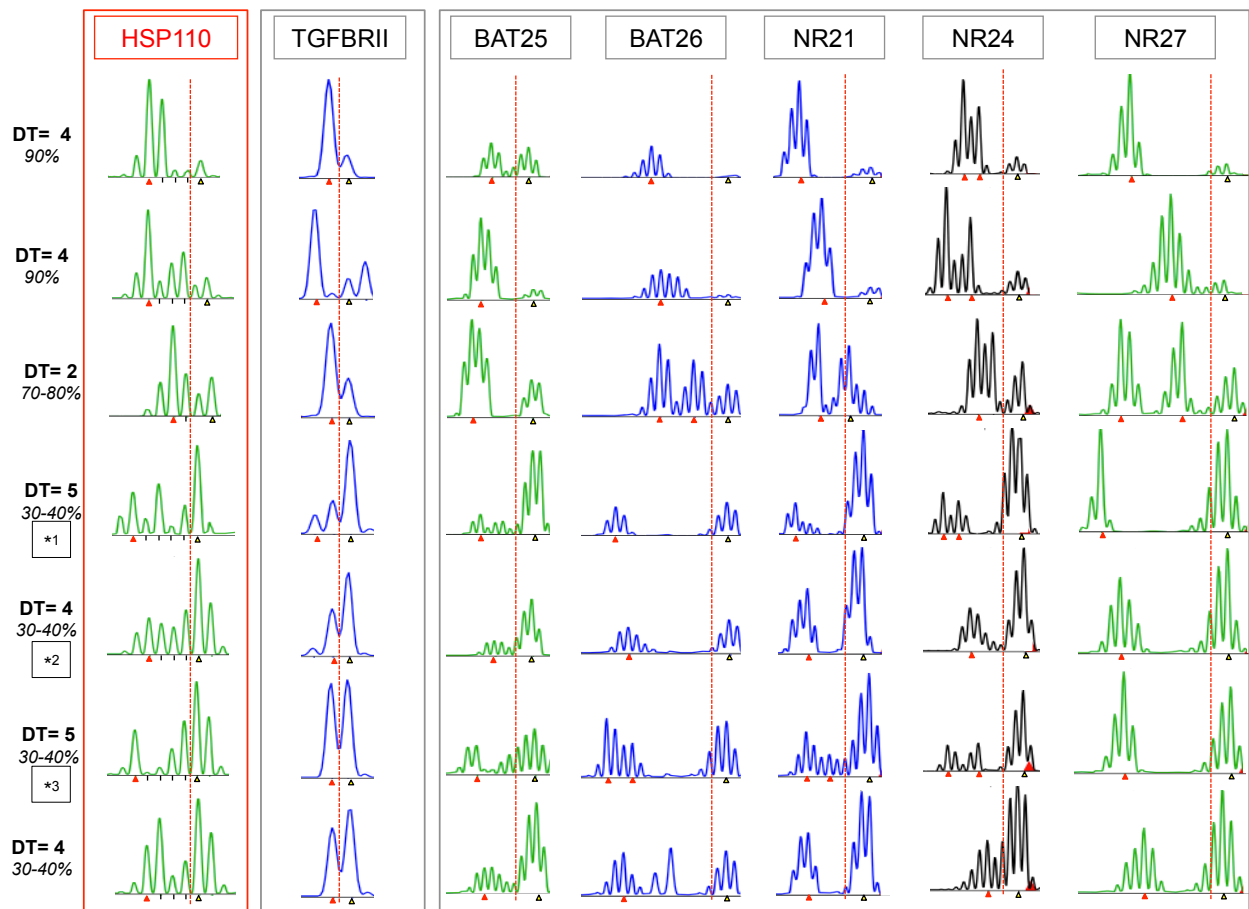 HSP110 TGFBRII BAT25 BAT26 NR21 NR24 NR27
DT= 4
90%
DT= 4
90%
DT= 2
70-80%
DT= 5
30-40%
*1
DT= 4
30-40%
*2
DT= 5
30-40%
*3
DT= 4
30-40%